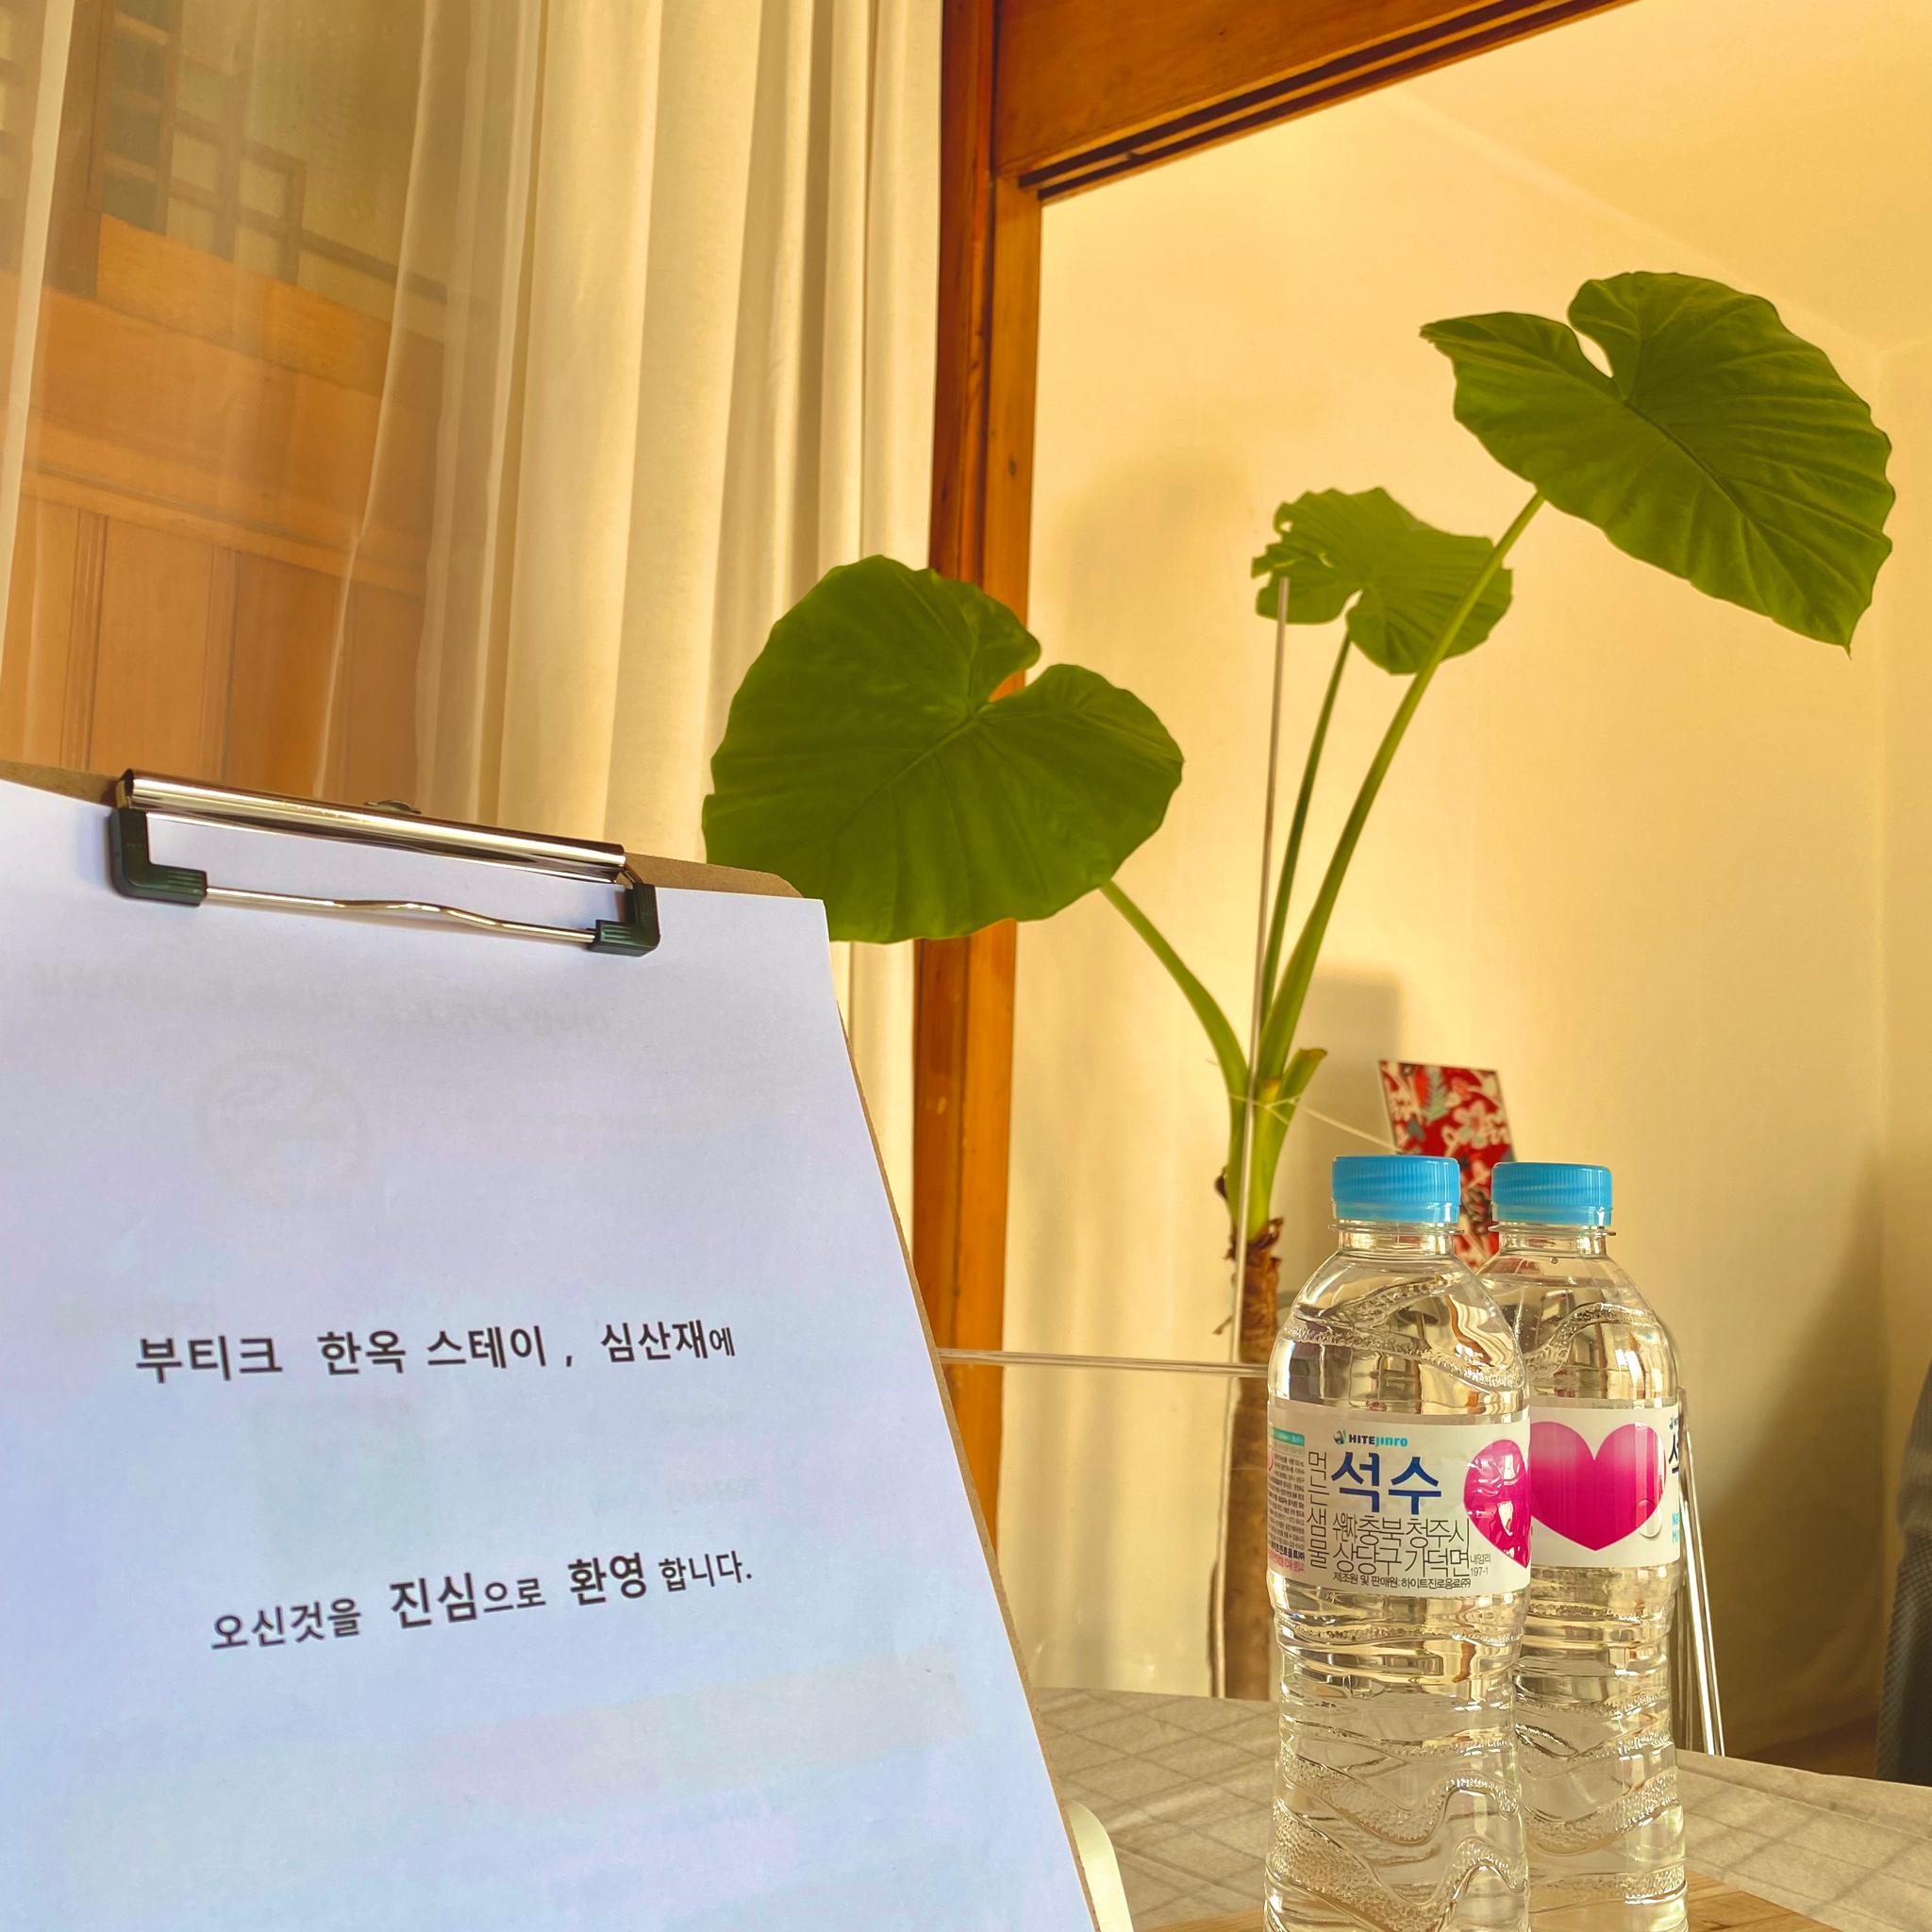 부티크 한옥 스테이 , 심산재에
오신것을 진심으로 환영 합니다.
HITEJinro
먹는샘물
석수
수원지: 충북 청주시
상당구 가덕면 내암리
197-1
제조원 및 판매원: 하이트진로음료㈜